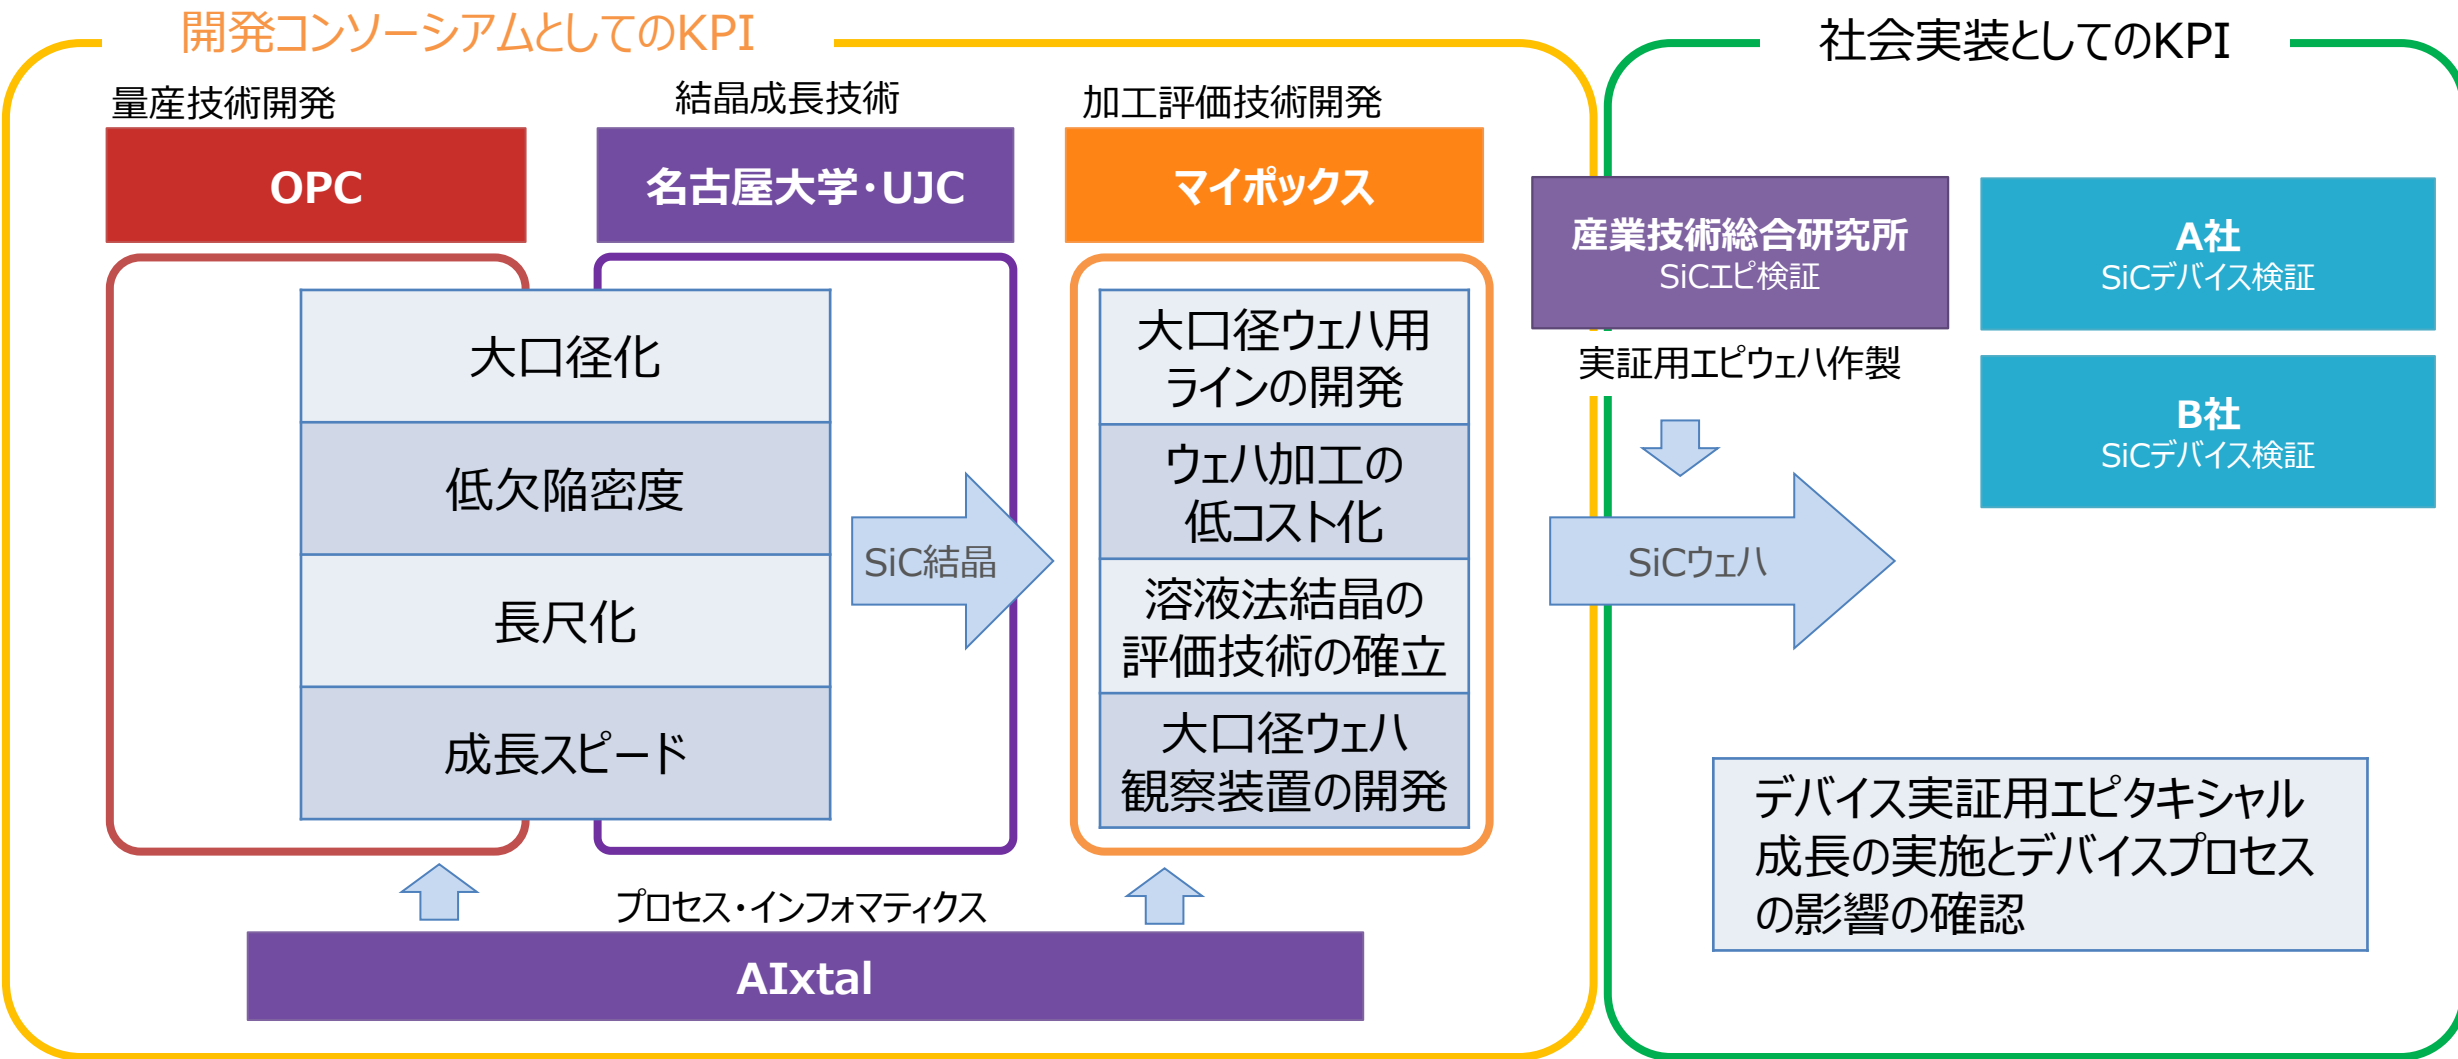 開発コンソーシアムとしてのKPI
社会実装としてのKPI
量産技術開発
結晶成長技術
加工評価技術開発
OPC
名古屋大学・UJC
マイポックス
産業技術総合研究所
SiCエピ検証
A社
SiCデバイス検証
実証用エピウェハ作製
B社
SiCデバイス検証
大口径化
低欠陥密度
長尺化
成長スピード
SiC結晶
大口径ウェハ用
ラインの開発
ウェハ加工の
低コスト化
溶液法結晶の
評価技術の確立
大口径ウェハ
観察装置の開発
SiCウェハ
デバイス実証用エピタキシャル
成長の実施とデバイスプロセス
の影響の確認
プロセス・インフォマティクス
AIxtal